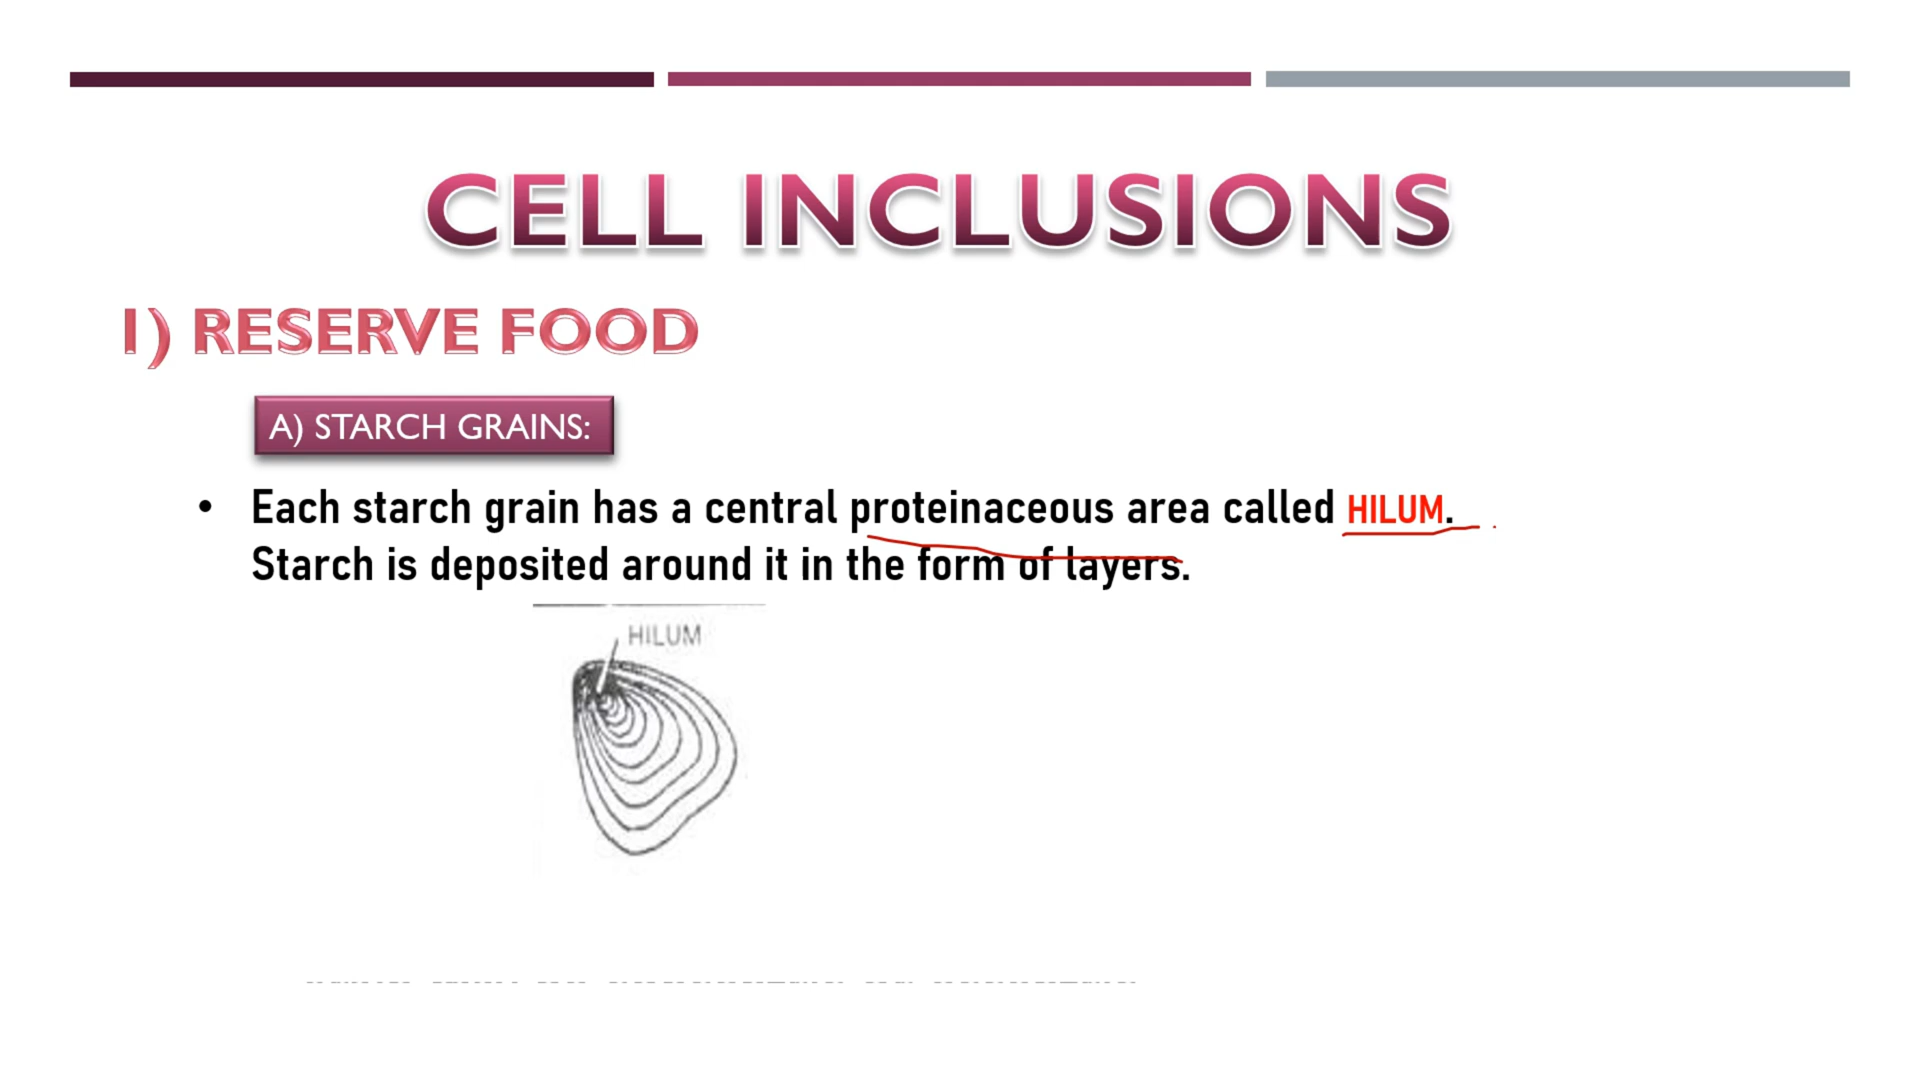 CELL INCLUSIONS
1) RESERVE FOOD
A) STARCH GRAINS:
• Each starch grain has a central proteinaceous area called HILUM.
Starch is deposited around it in the form of layers.
HILUM